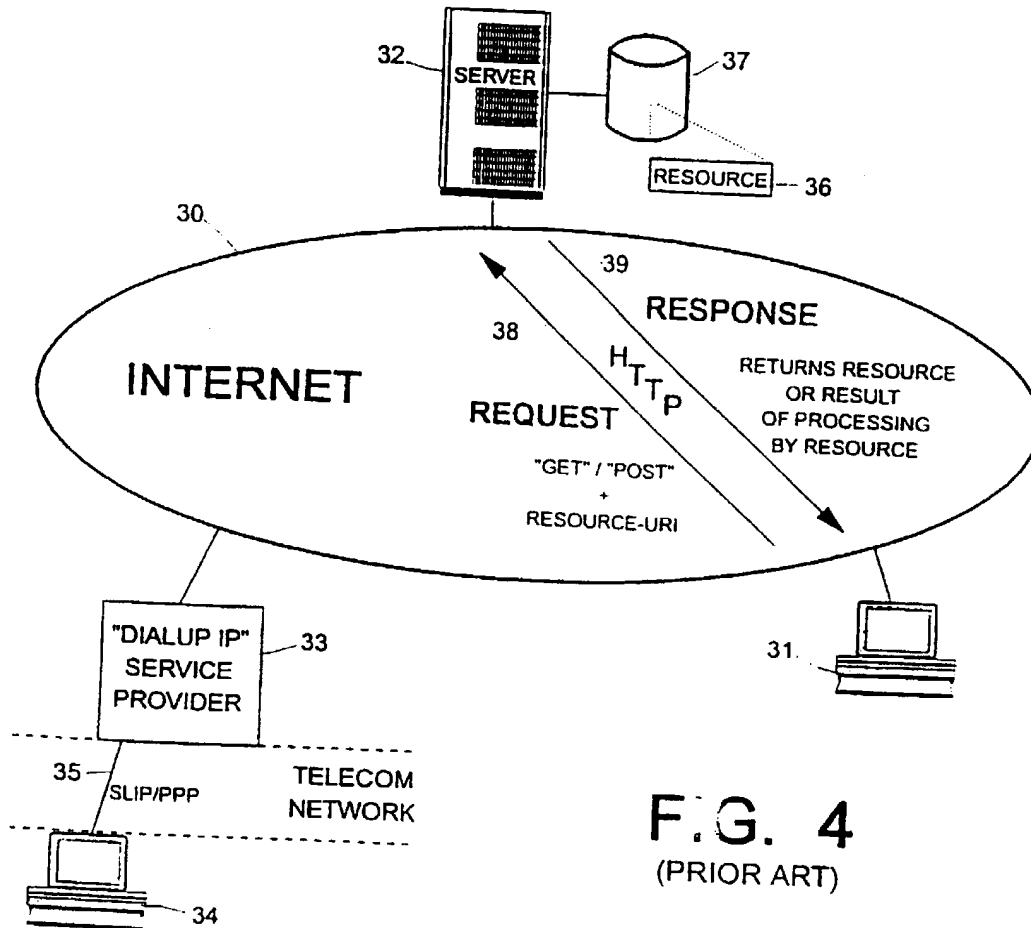 32
SERVER
37
RESOURCE
36
30
39
RESPONSE
38
HTTP
INTERNET
RETURNS RESOURCE
OR RESULT
OF PROCESSING
BY RESOURCE
REQUEST
"GET" / "POST"
+
RESOURCE-URI
"DIALUP IP"
SERVICE
PROVIDER
33
31
35
SLIP/PPP
TELECOM
NETWORK
34
FIG. 4
(PRIOR ART)